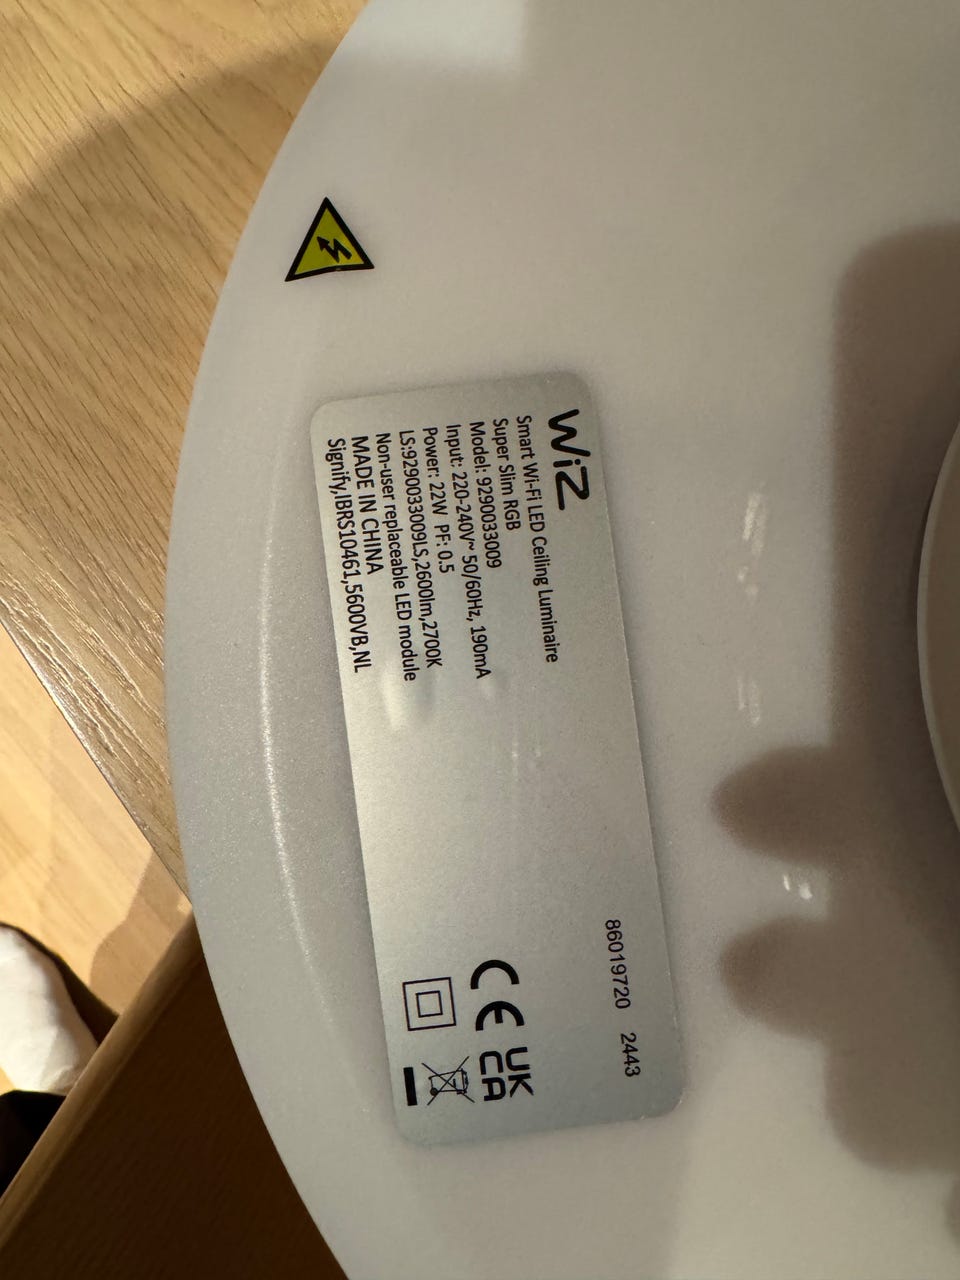 WiZ
Smart Wi-Fi LED Ceiling Luminaire
Super Slim RGB
Model: 9290033009
Input: 220-240V~ 50/60Hz, 190mA
Power: 22W PF: 0.5
LS:9290033009LS,2600lm,2700K
Non-user replaceable LED module
MADE IN CHINA
Signify,IBRS10461,5600VB,NL
86019720 2443
CE
UK
CA